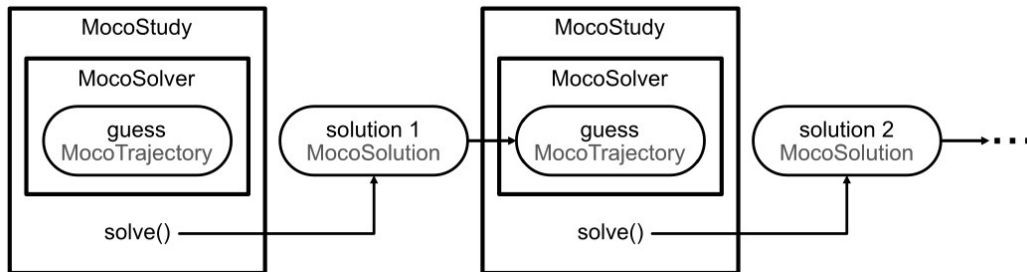 MocoStudy
MocoSolver
guess
MocoTrajectory
solve()
solution 1
MocoSolution
MocoStudy
MocoSolver
guess
MocoTrajectory
solve()
solution 2
MocoSolution